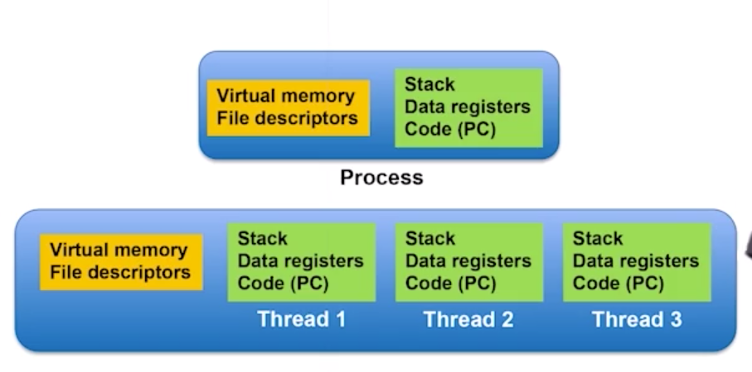 Virtual memory
File descriptors
Stack
Data registers
Code (PC)
Process
Virtual memory
File descriptors
Stack
Data registers
Code (PC)
Thread 1
Stack
Data registers
Code (PC)
Thread 2
Stack
Data registers
Code (PC)
Thread 3